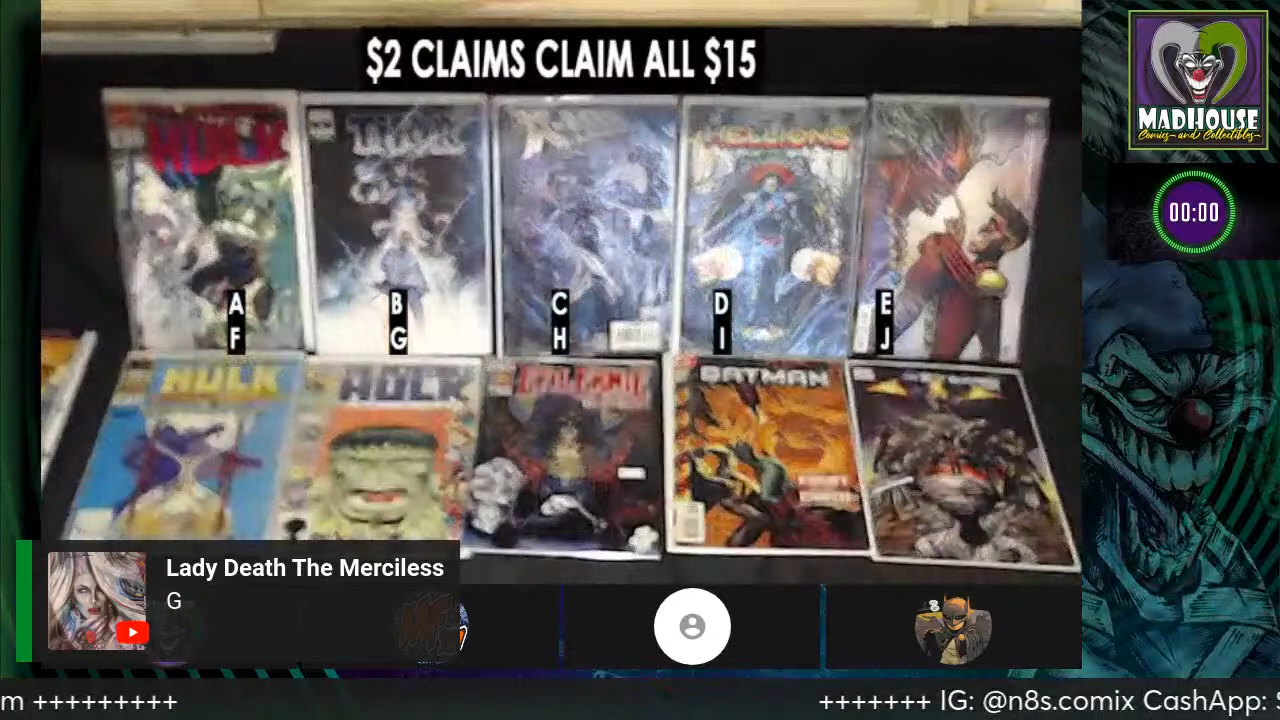 $2 CLAIMS CLAIM ALL $15
MADHOUSE
Comics and Collectibles
00:00
HULK
HELLIONS
A
B
C
D
E
F
G
H
I
J
HULK
HULK
BATMAN
Lady Death The Merciless
G
m +++++++++
+++++++ IG: @n8s.comix CashApp: